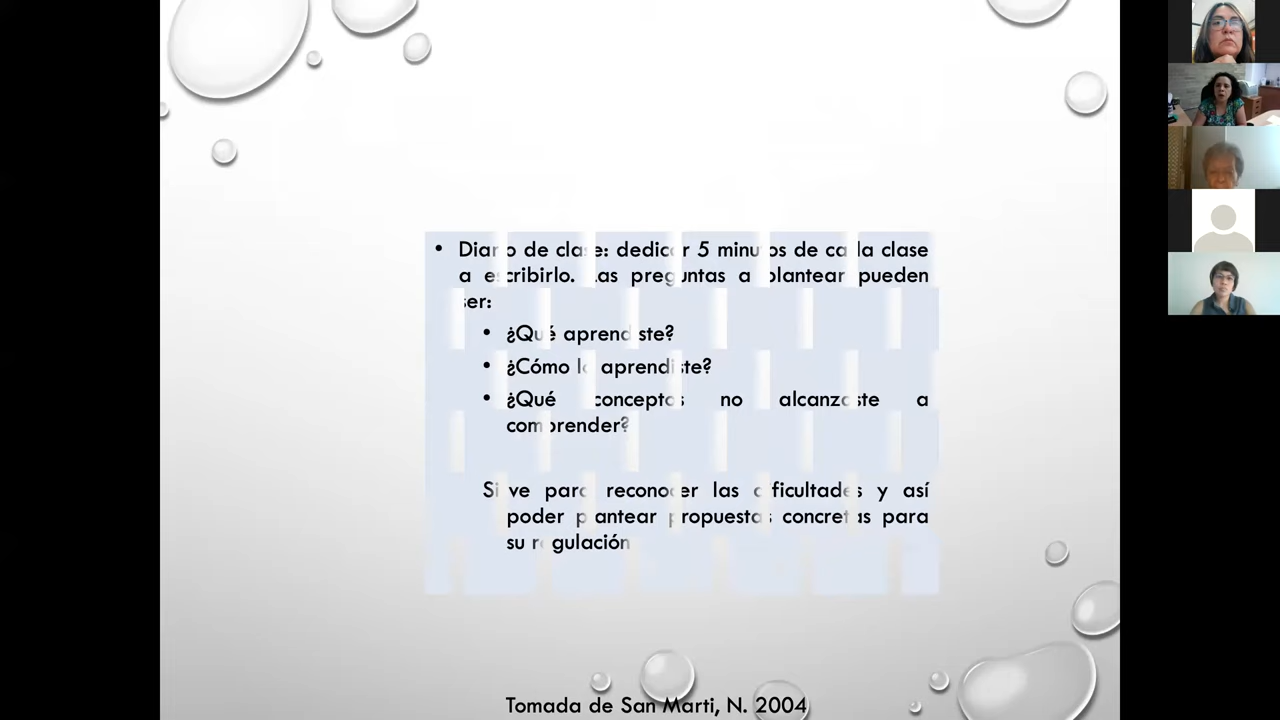 • Diario de clase: dedicar 5 minutos de cada clase
a escribirlo. Las preguntas a plantear pueden
ser:
• ¿Qué aprendiste?
• ¿Cómo lo aprendiste?
• ¿Qué conceptos no alcanzaste a
comprender?
Sirve para reconocer las dificultades y así
poder plantear propuestas concretas para
su regulación
Tomada de San Marti, N. 2004